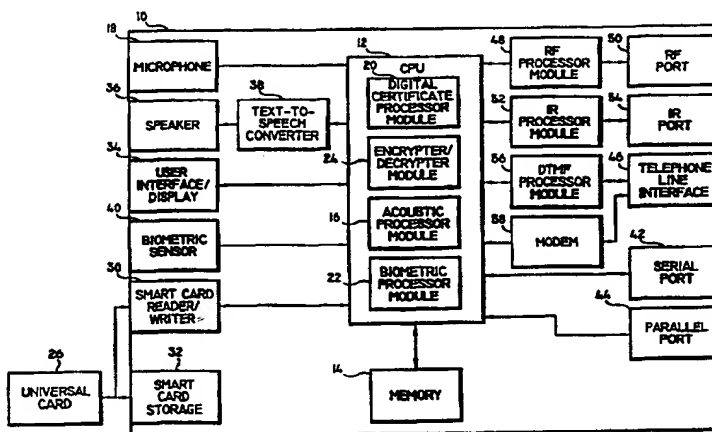 10
18
MICROPHONE
36
SPEAKER
38
TEXT-TO-
SPEECH
CONVERTER
34
USER
INTERFACE/
DISPLAY
40
BIOMETRIC
SENSOR
30
SMART CARD
READER/
WRITER
26
UNIVERSAL
CARD
32
SMART
CARD
STORAGE
12
CPU
20
DIGITAL
CERTIFICATE
PROCESSOR
MODULE
24
ENCRYPTER/
DECRYPTER
MODULE
16
ACOUSTIC
PROCESSOR
MODULE
22
BIOMETRIC
PROCESSOR
MODULE
14
MEMORY
48
RF
PROCESSOR
MODULE
50
RF
PORT
52
IR
PROCESSOR
MODULE
54
IR
PORT
56
DTMF
PROCESSOR
MODULE
46
TELEPHONE
LINE
INTERFACE
58
MODEM
42
SERIAL
PORT
44
PARALLEL
PORT